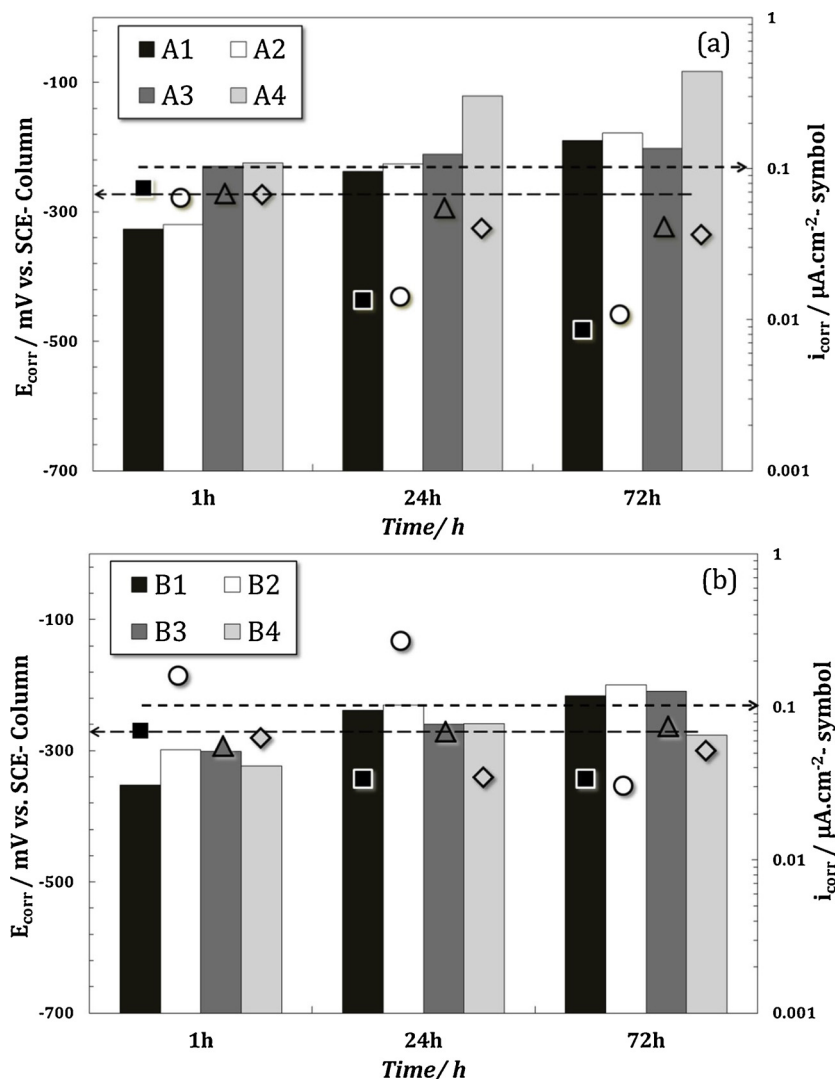 (a)
A1 A2
A3 A4
-100
-300
-500
-700
E_corr / mV vs. SCE- Column
1
0.1
0.01
0.001
i_corr / µA.cm⁻²- symbol
1h 24h 72h
Time/ h
(b)
B1 B2
B3 B4
-100
-300
-500
-700
E_corr / mV vs. SCE- Column
1
0.1
0.01
0.001
i_corr / µA.cm⁻²- symbol
1h 24h 72h
Time/ h